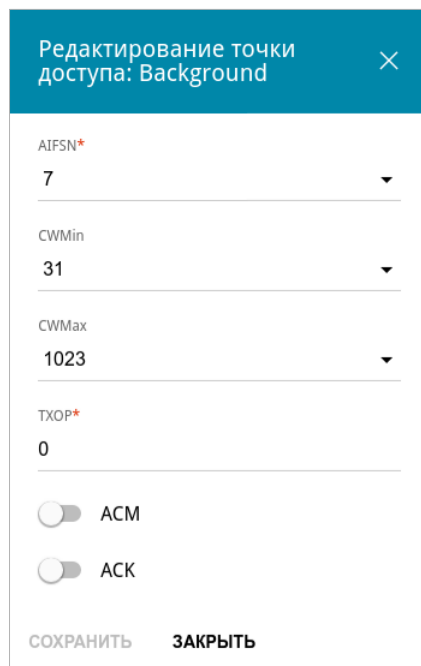 Редактирование точки
доступа: Background
AIFSN*
7
CWMin
31
CWMax
1023
TXOP*
0
ACM
ACK
СОХРАНИТЬ ЗАКРЫТЬ